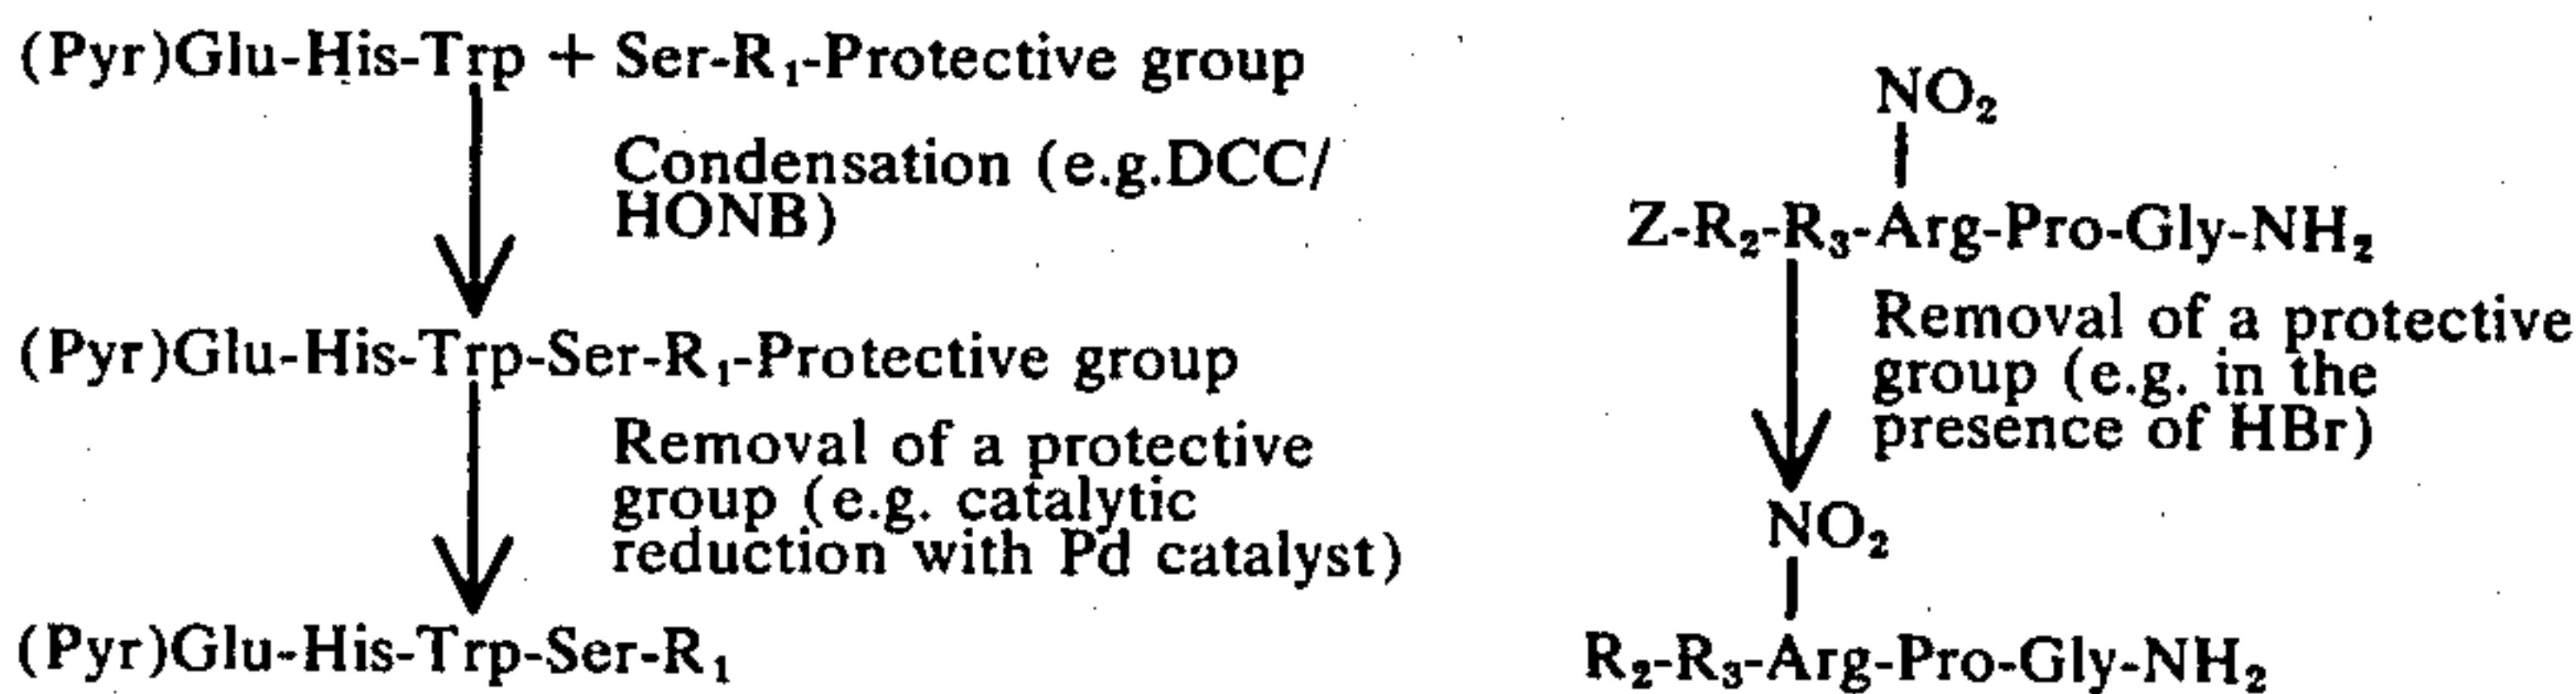 (Pyr)Glu-His-Trp + Ser-R₁-Protective group
Condensation (e.g.DCC/
HONB)
(Pyr)Glu-His-Trp-Ser-R₁-Protective group
Removal of a protective
group (e.g. catalytic
reduction with Pd catalyst)
(Pyr)Glu-His-Trp-Ser-R₁
NO₂
Z-R₂-R₃-Arg-Pro-Gly-NH₂
Removal of a protective
group (e.g. in the
presence of HBr)
NO₂
R₂-R₃-Arg-Pro-Gly-NH₂